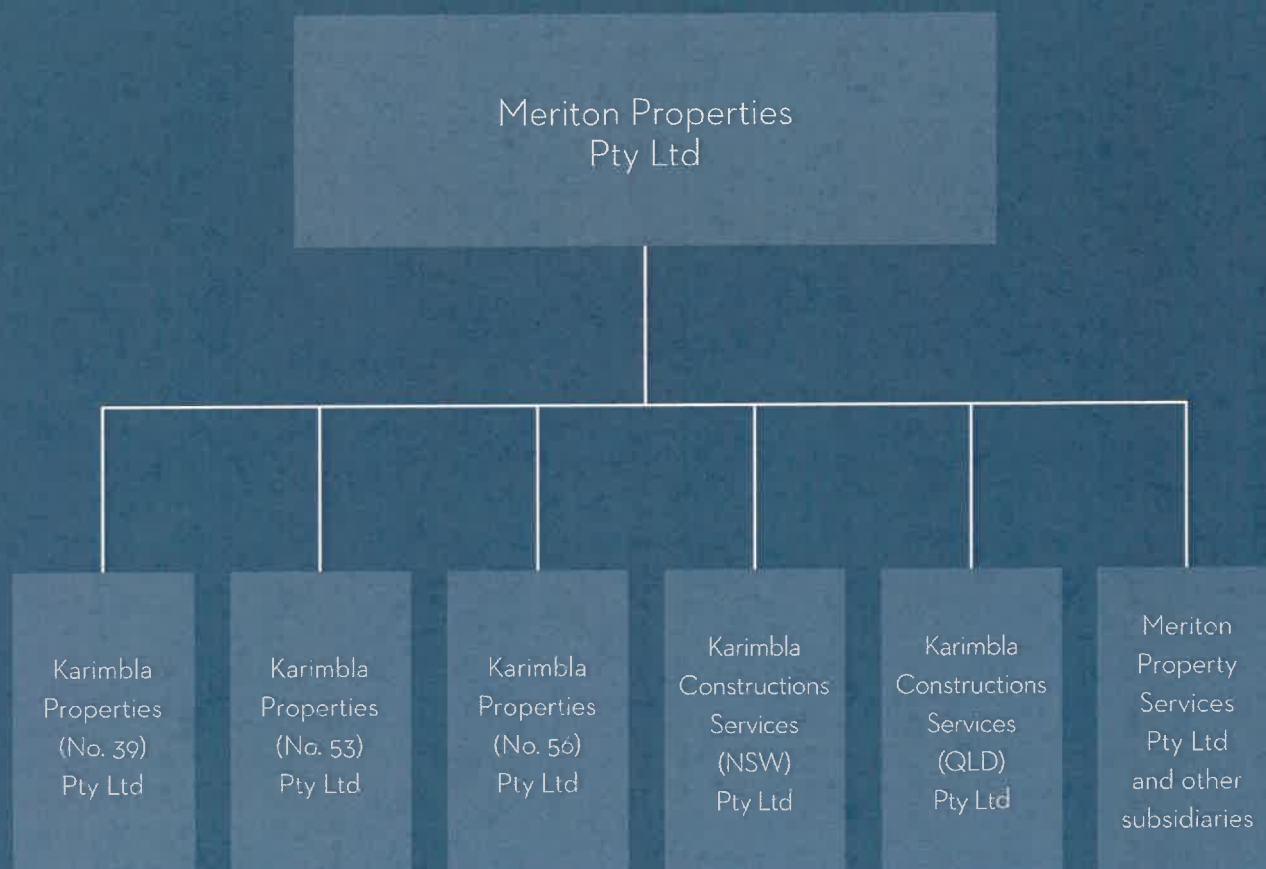 Meriton Properties
Pty Ltd
Karimbla
Properties
(No. 39)
Pty Ltd
Karimbla
Properties
(No. 53)
Pty Ltd
Karimbla
Properties
(No. 56)
Pty Ltd
Karimbla
Constructions
Services
(NSW)
Pty Ltd
Karimbla
Constructions
Services
(QLD)
Pty Ltd
Meriton
Property
Services
Pty Ltd
and other
subsidiaries